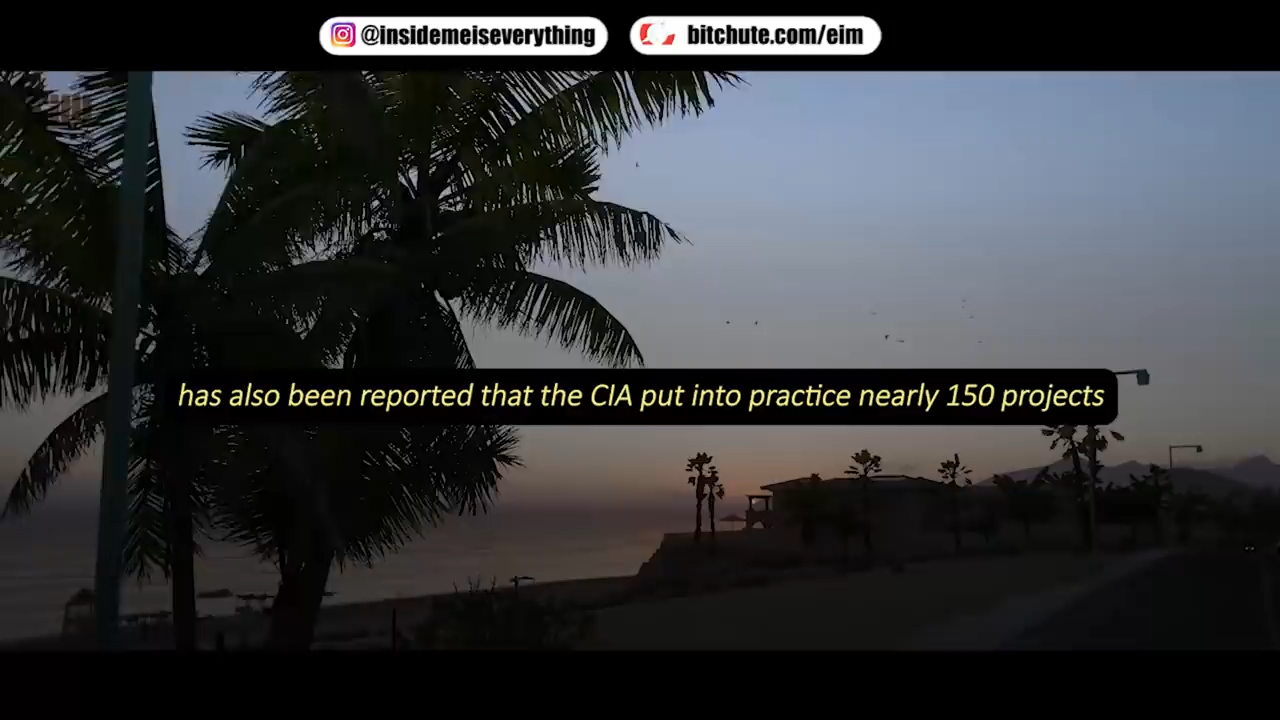 @insidemeiseverything
bitchute.com/eim
has also been reported that the CIA put into practice nearly 150 projects